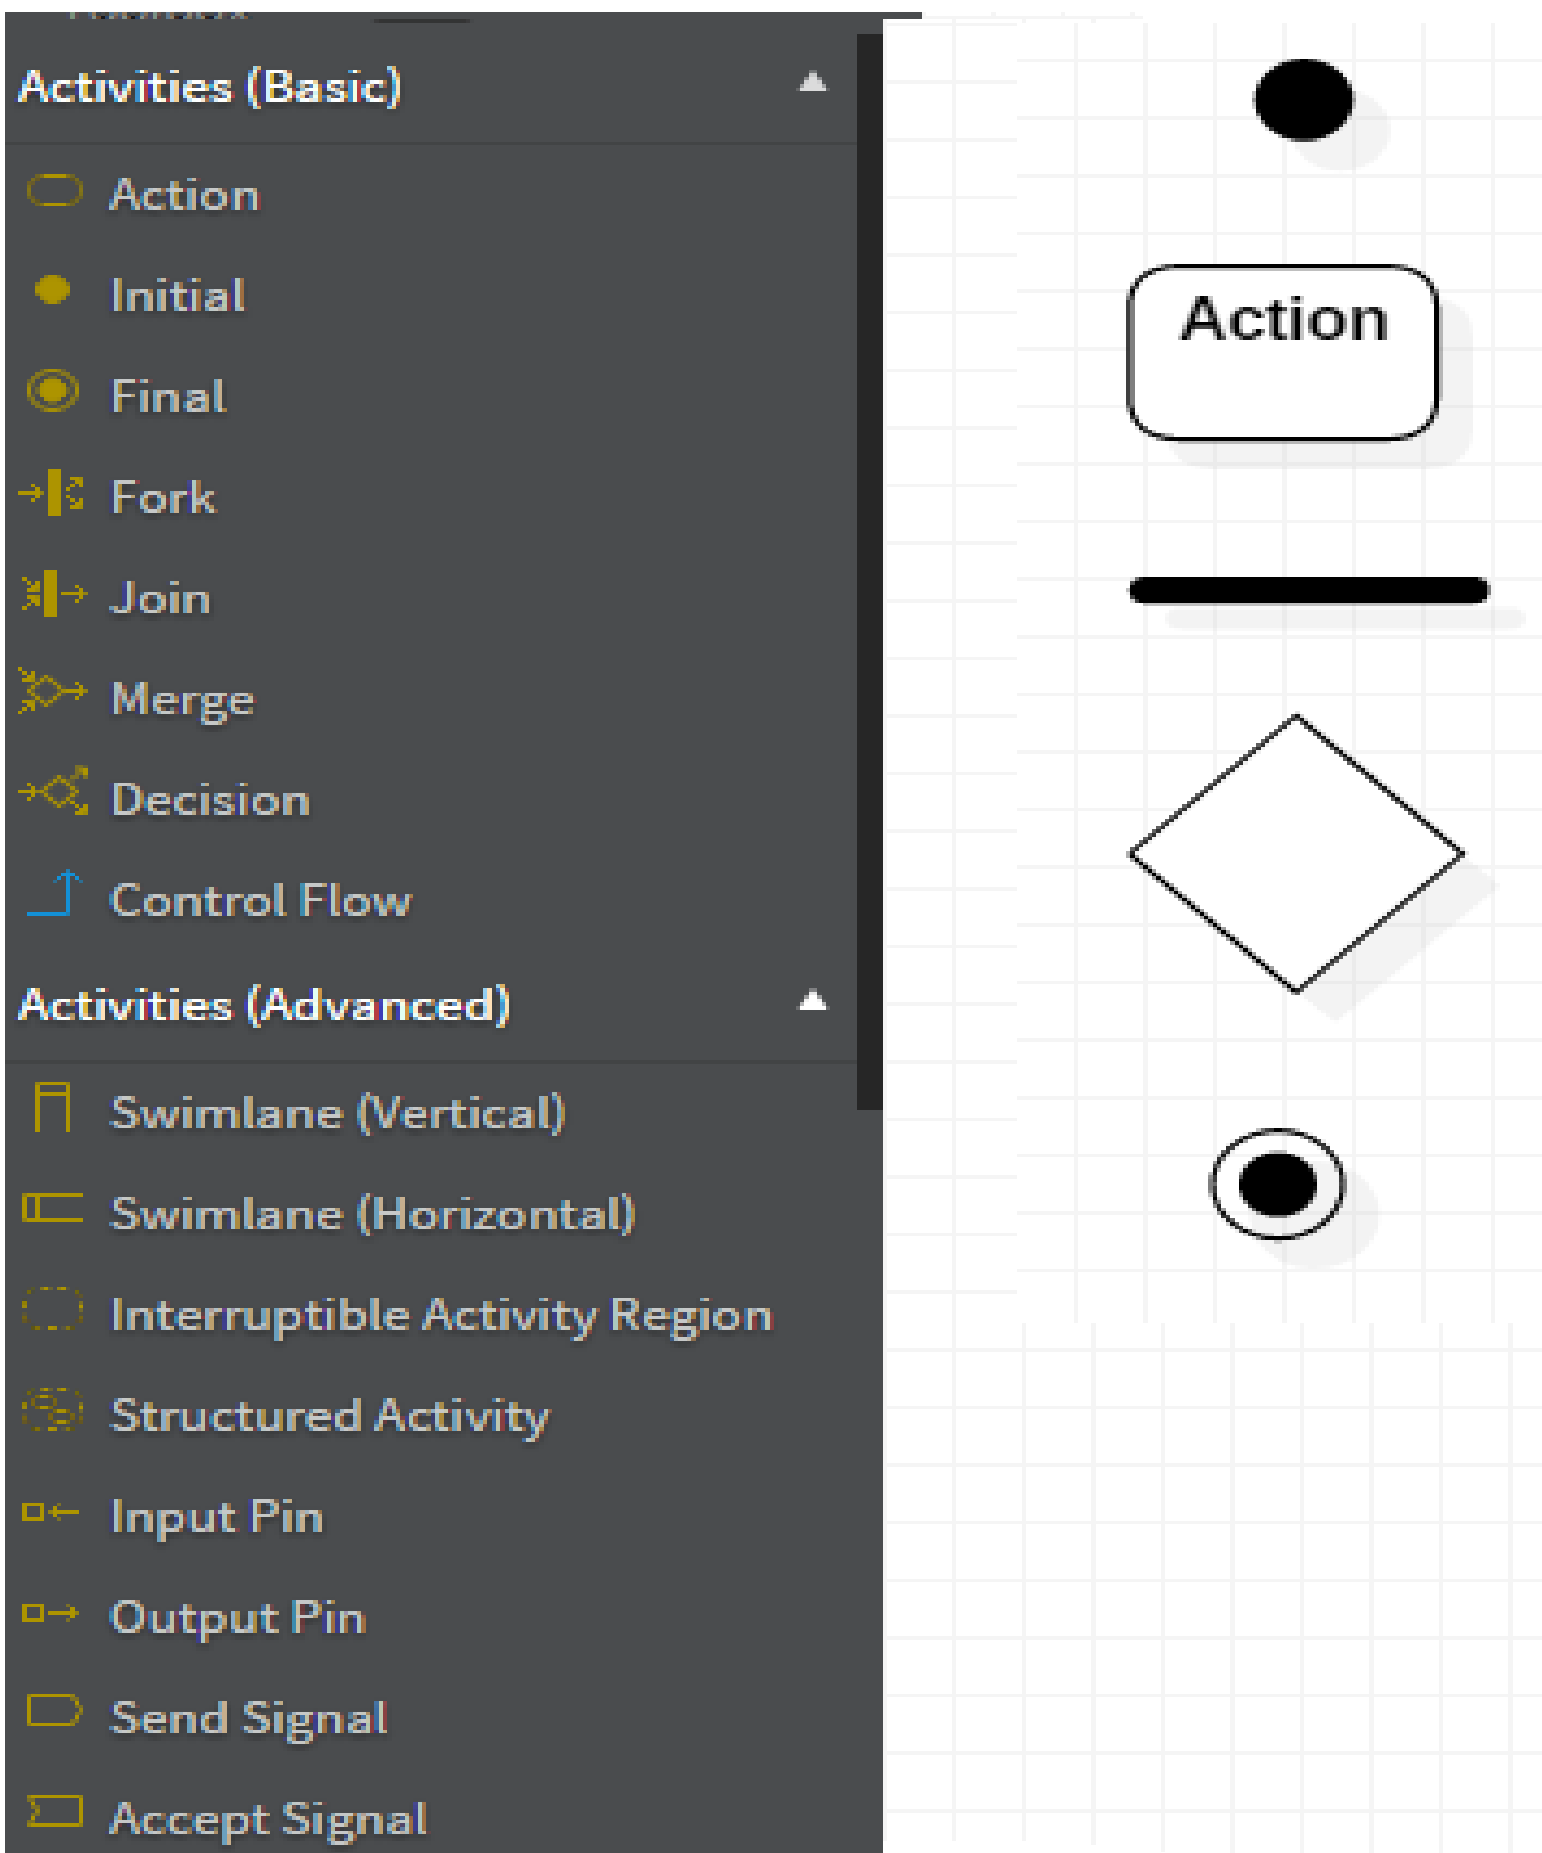 Activities (Basic)
Action
Initial
Final
Fork
Join
Merge
Decision
Control Flow
Activities (Advanced)
Swimlane (Vertical)
Swimlane (Horizontal)
Interruptible Activity Region
Structured Activity
Input Pin
Output Pin
Send Signal
Accept Signal
Action